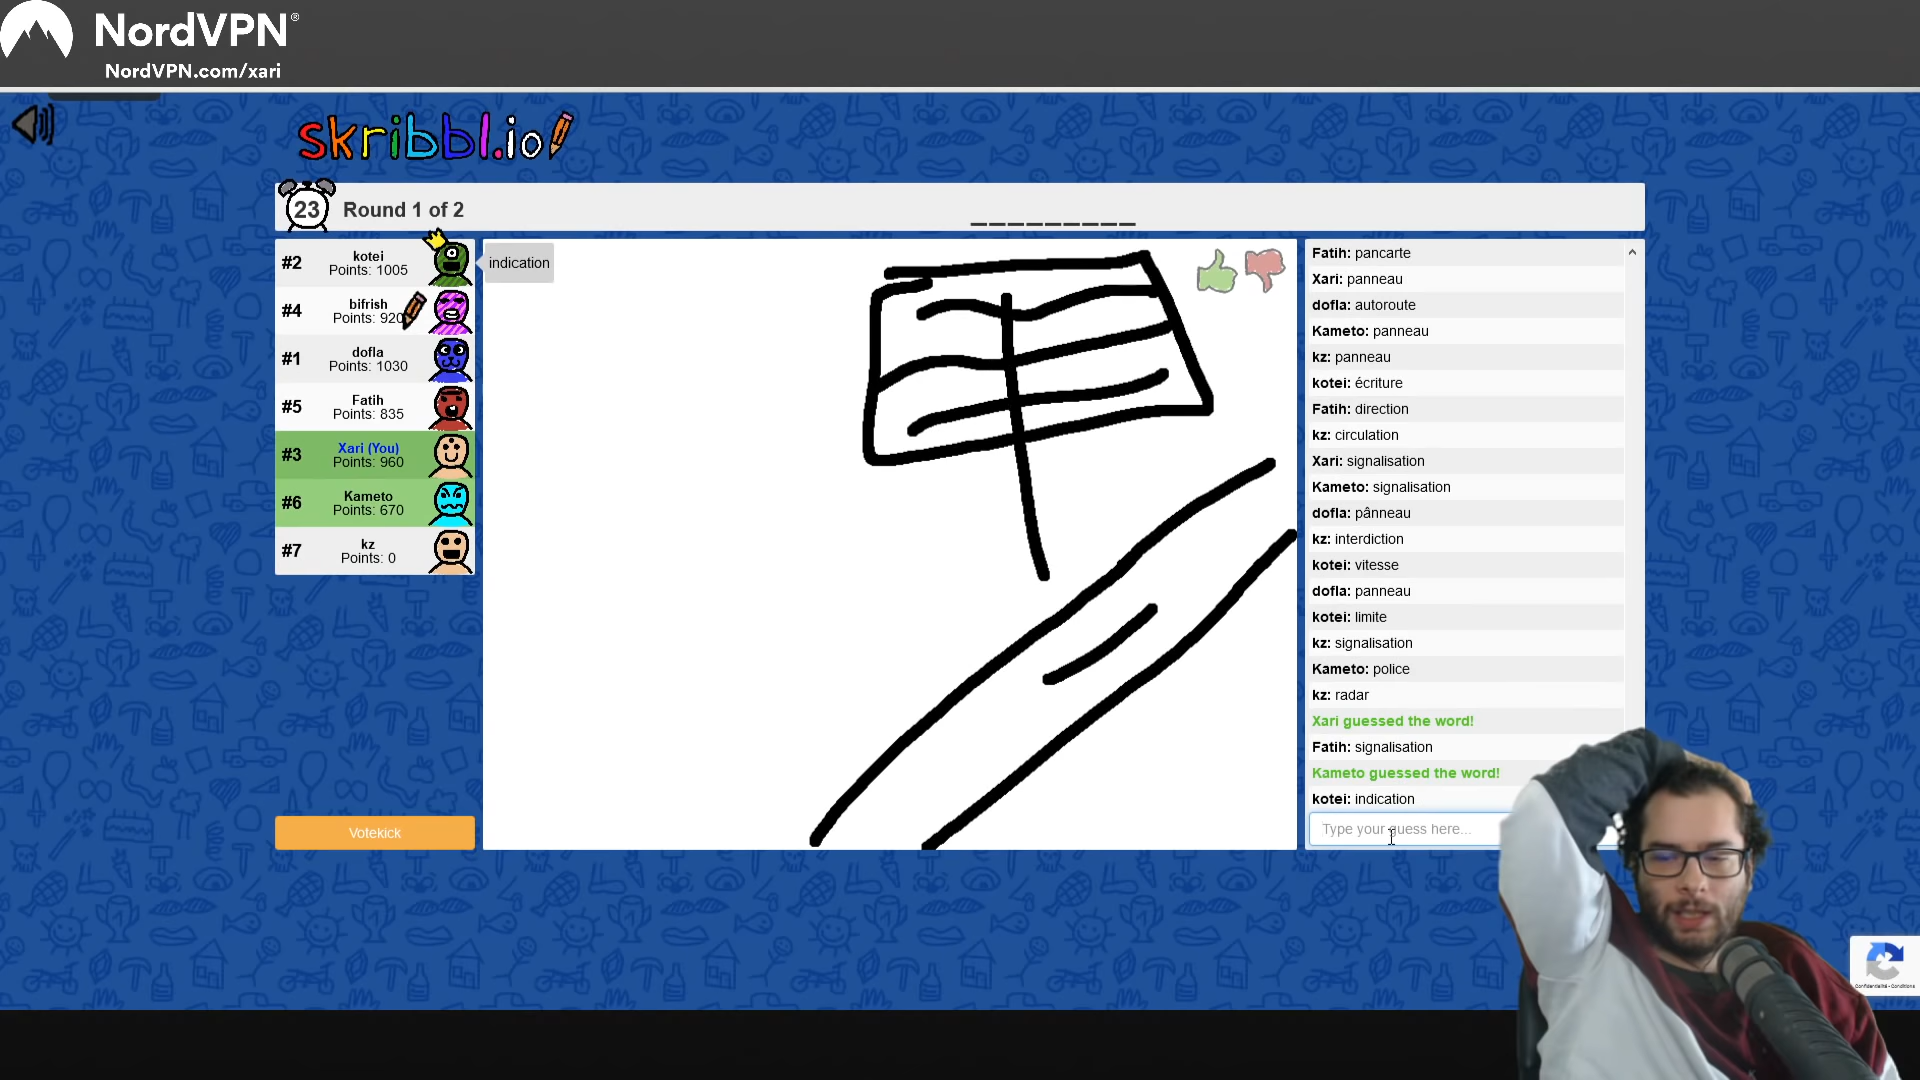 NordVPN®
NordVPN.com/xari
skribbl.io
23
Round 1 of 2
_________
#2
kotei
Points: 1005
#4
bifrish
Points: 920
#1
dofla
Points: 1030
#5
Fatih
Points: 835
#3
Xari (You)
Points: 960
#6
Kameto
Points: 670
#7
kz
Points: 0
Votekick
indication
Fatih: pancarte
Xari: panneau
dofla: autoroute
Kameto: panneau
kz: panneau
kotei: écriture
Fatih: direction
kz: circulation
Xari: signalisation
Kameto: signalisation
dofla: pânneau
kz: interdiction
kotei: vitesse
dofla: panneau
kotei: limite
kz: signalisation
Kameto: police
kz: radar
Xari guessed the word!
Fatih: signalisation
Kameto guessed the word!
kotei: indication
Type your guess here...
Confidentialité - Conditions